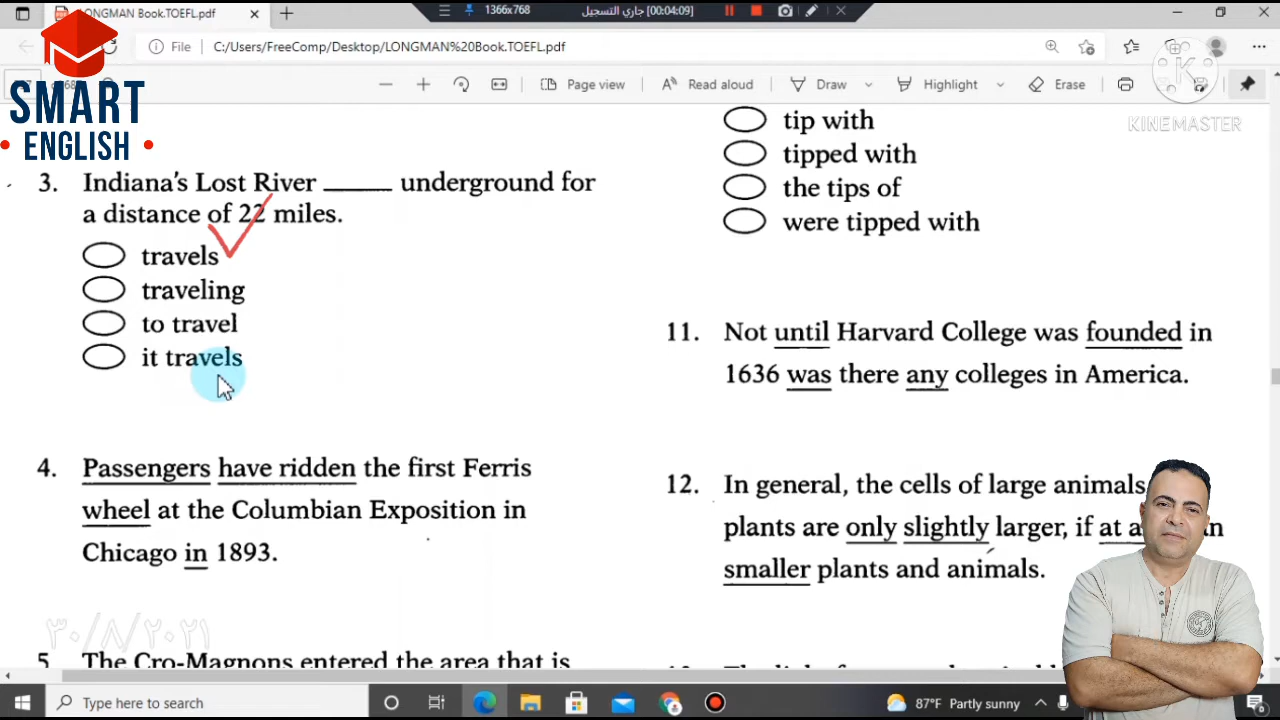 LONGMAN Book.TOEFL.pdf
1366x768
جاري التسجيل [00:04:09]
File
C:/Users/FreeComp/Desktop/LONGMAN%20Book.TOEFL.pdf
Page view
Read aloud
Draw
Highlight
Erase
SMART
ENGLISH
KINEMASTER
3. Indiana's Lost River ______ underground for
a distance of 22 miles.
travels
traveling
to travel
it travels
4. Passengers have ridden the first Ferris
wheel at the Columbian Exposition in
Chicago in 1893.
5 The Cro-Magnons entered the area that is
tip with
tipped with
the tips of
were tipped with
11. Not until Harvard College was founded in
1636 was there any colleges in America.
12. In general, the cells of large animals
plants are only slightly larger, if at a
smaller plants and animals.
٣٠/٨/٢٠٢١
Type here to search
87°F Partly sunny